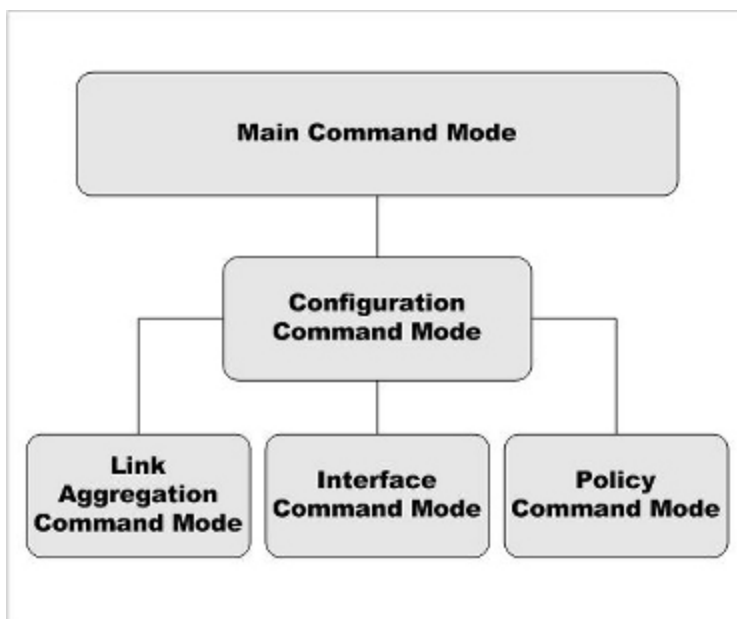 Main Command Mode
Configuration
Command Mode
Link
Aggregation
Command Mode
Interface
Command Mode
Policy
Command Mode